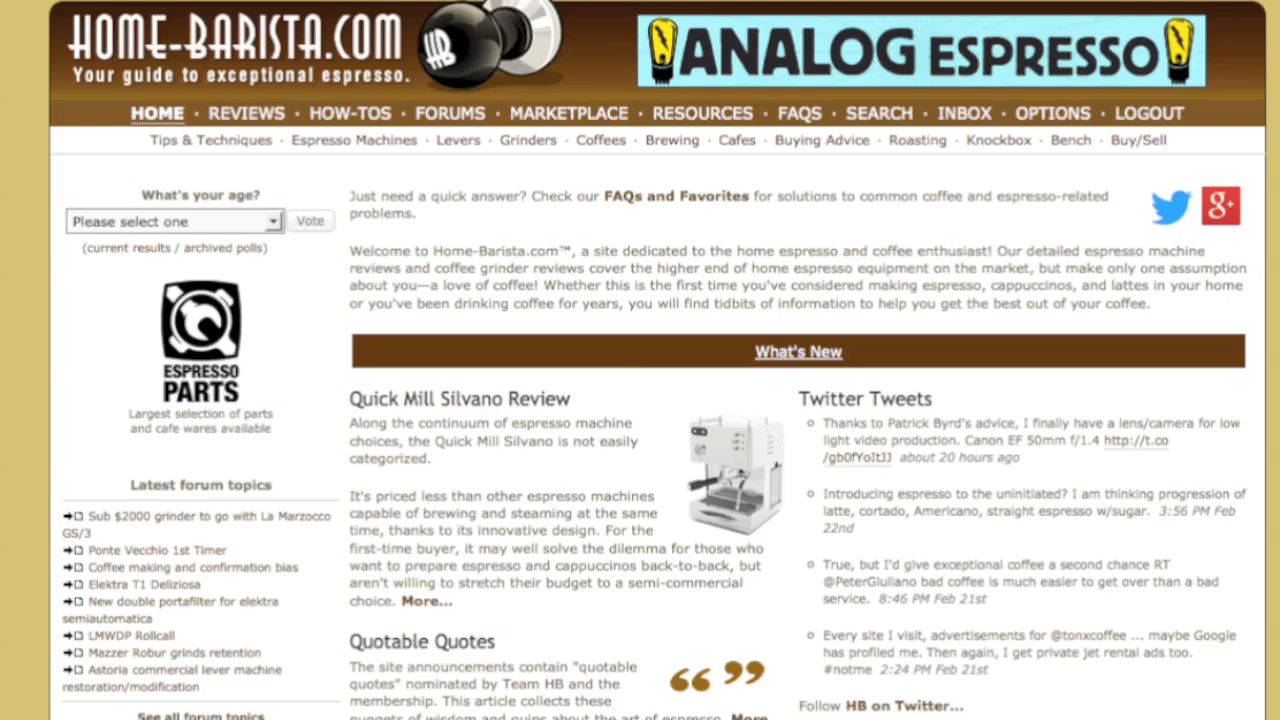 HOME-BARISTA.COM
Your guide to exceptional espresso.
HB
ANALOG ESPRESSO
HOME · REVIEWS · HOW-TOS · FORUMS · MARKETPLACE · RESOURCES · FAQS · SEARCH · INBOX · OPTIONS · LOGOUT
Tips & Techniques · Espresso Machines · Levers · Grinders · Coffees · Brewing · Cafes · Buying Advice · Roasting · Knockbox · Bench · Buy/Sell
What's your age?
Please select one
Vote
(current results / archived polls)
ESPRESSO
PARTS
Largest selection of parts
and cafe wares available
Latest forum topics
Sub $2000 grinder to go with La Marzocco
GS/3
Ponte Vecchio 1st Timer
Coffee making and confirmation bias
Elektra T1 Deliziosa
New double portafilter for elektra
semiautomatica
LMWDP Rollcall
Mazzer Robur grinds retention
Astoria commercial lever machine
restoration/modification
See all forum topics
Just need a quick answer? Check our FAQs and Favorites for solutions to common coffee and espresso-related
problems.
g+
Welcome to Home-Barista.com™, a site dedicated to the home espresso and coffee enthusiast! Our detailed espresso machine
reviews and coffee grinder reviews cover the higher end of home espresso equipment on the market, but make only one assumption
about you—a love of coffee! Whether this is the first time you've considered making espresso, cappuccinos, and lattes in your home
or you've been drinking coffee for years, you will find tidbits of information to help you get the best out of your coffee.
What's New
Quick Mill Silvano Review
Along the continuum of espresso machine
choices, the Quick Mill Silvano is not easily
categorized.
It's priced less than other espresso machines
capable of brewing and steaming at the same
time, thanks to its innovative design. For the
first-time buyer, it may well solve the dilemma for those who
want to prepare espresso and cappuccinos back-to-back, but
aren't willing to stretch their budget to a semi-commercial
choice. More...
Quotable Quotes
The site announcements contain "quotable
quotes" nominated by Team HB and the
membership. This article collects these
nuggets of wisdom and quips about the art of espresso. More
Twitter Tweets
Thanks to Patrick Byrd's advice, I finally have a lens/camera for low
light video production. Canon EF 50mm f/1.4 http://t.co
/gb0fYoItJJ about 20 hours ago
Introducing espresso to the uninitiated? I am thinking progression of
latte, cortado, Americano, straight espresso w/sugar. 3:56 PM Feb
22nd
True, but I'd give exceptional coffee a second chance RT
@PeterGiuliano bad coffee is much easier to get over than a bad
service. 8:46 PM Feb 21st
Every site I visit, advertisements for @tonxcoffee ... maybe Google
has profiled me. Then again, I get private jet rental ads too.
#notme 2:24 PM Feb 21st
Follow HB on Twitter...